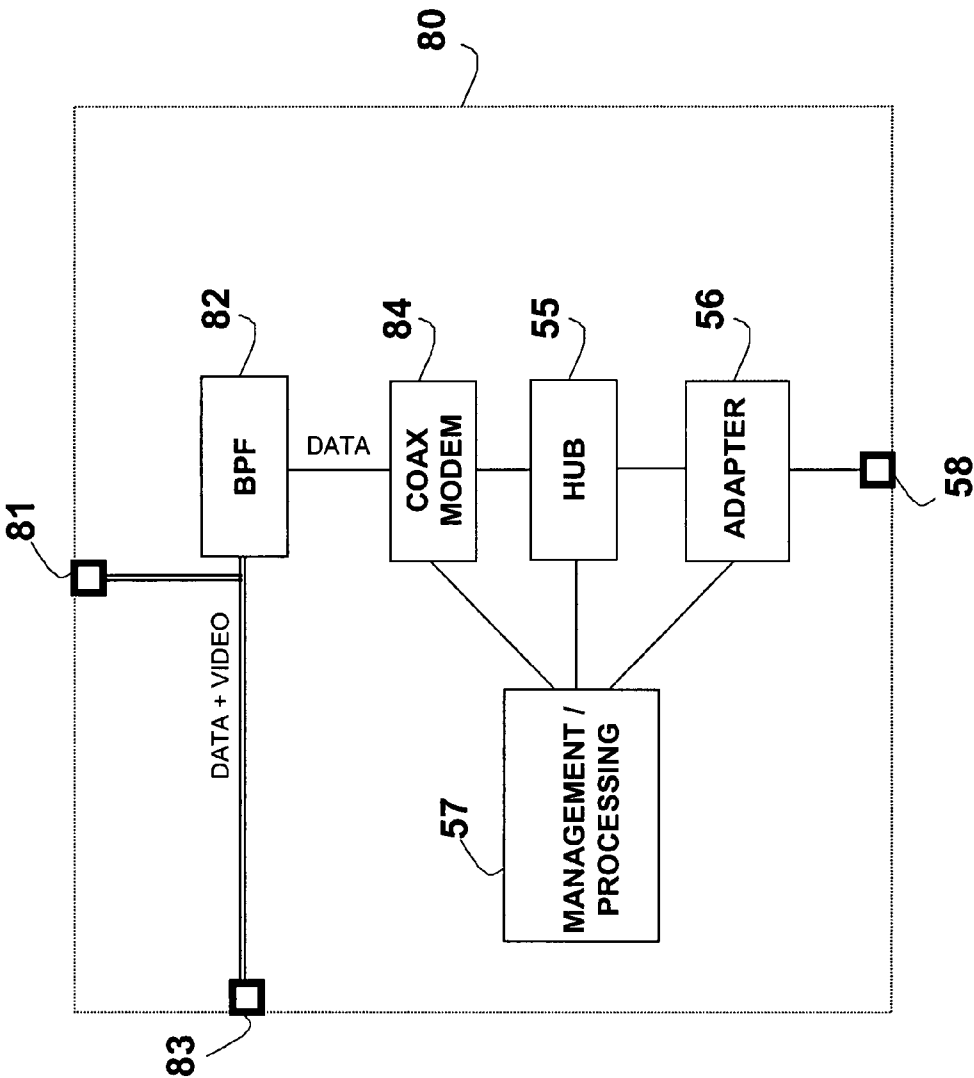 80
81
82
BPF
DATA + VIDEO
83
DATA
84
COAX
MODEM
55
HUB
57
MANAGEMENT /
PROCESSING
56
ADAPTER
58